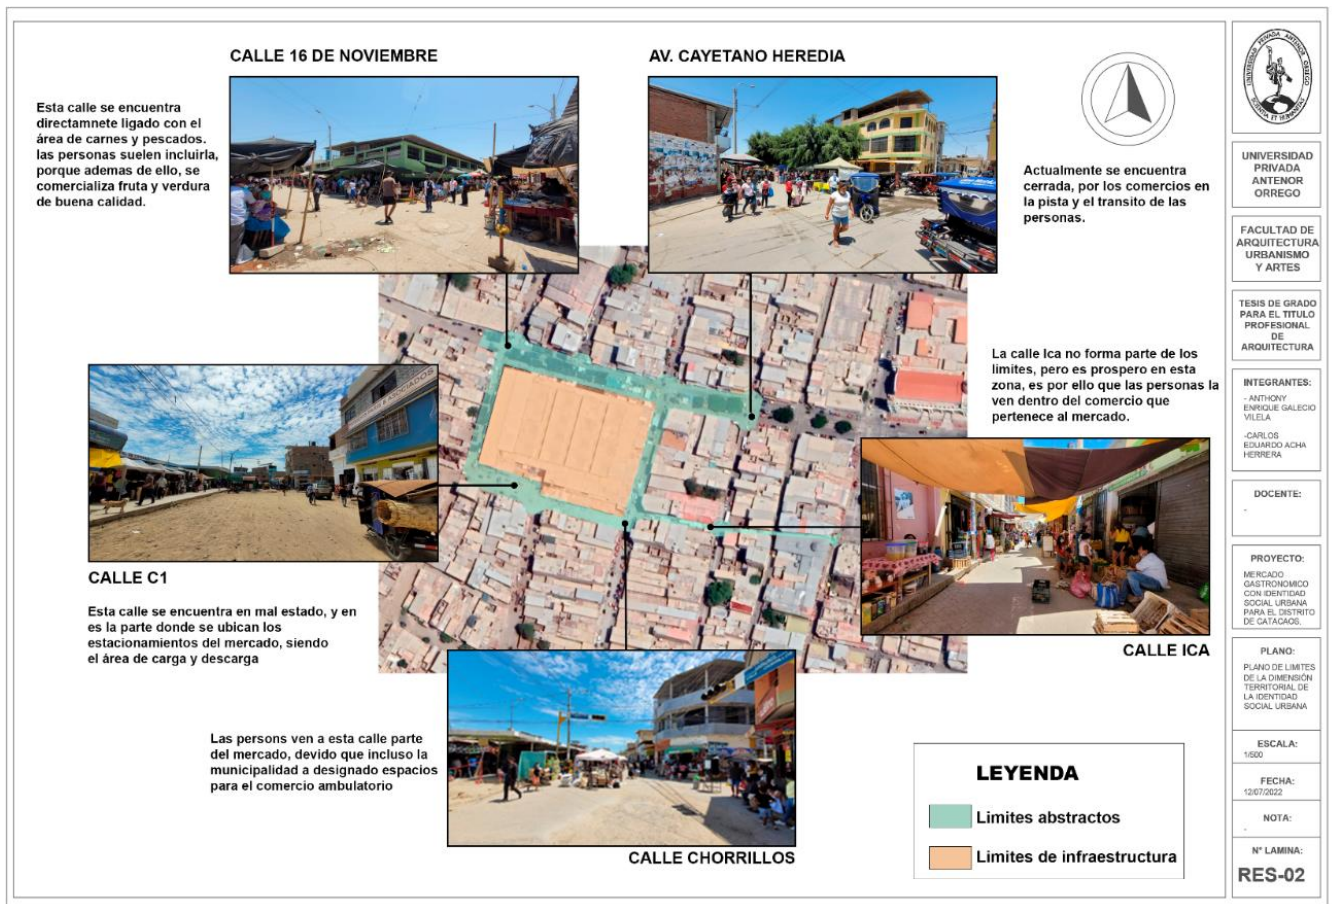 CALLE 16 DE NOVIEMBRE
Esta calle se encuentra
directamnete ligado con el
área de carnes y pescados.
las personas suelen incluirla,
porque ademas de ello, se
comercializa fruta y verdura
de buena calidad.
AV. CAYETANO HEREDIA
Actualmente se encuentra
cerrada, por los comercios en
la pista y el transito de las
personas.
La calle Ica no forma parte de los
limites, pero es prospero en esta
zona, es por ello que las personas la
ven dentro del comercio que
pertenece al mercado.
CALLE ICA
CALLE C1
Esta calle se encuentra en mal estado, y en
es la parte donde se ubican los
estacionamientos del mercado, siendo
el área de carga y descarga
Las persons ven a esta calle parte
del mercado, devido que incluso la
municipalidad a designado espacios
para el comercio ambulatorio
CALLE CHORRILLOS
LEYENDA
Limites abstractos
Limites de infraestructura
UNIVERSIDAD PRIVADA ANTENOR ORREGO
SCIENTIA ET HUMANITAS
UNIVERSIDAD
PRIVADA
ANTENOR
ORREGO
FACULTAD DE
ARQUITECTURA
URBANISMO
Y ARTES
TESIS DE GRADO
PARA EL TITULO
PROFESIONAL
DE
ARQUITECTURA
INTEGRANTES:
- ANTHONY
ENRIQUE GALECIO
VILELA
-CARLOS
EDUARDO ACHA
HERRERA
DOCENTE:
-
PROYECTO:
MERCADO
GASTRONOMICO
CON IDENTIDAD
SOCIAL URBANA
PARA EL DISTRITO
DE CATACAOS.
PLANO:
PLANO DE LIMITES
DE LA DIMENSIÓN
TERRITORIAL DE
LA IDENTIDAD
SOCIAL URBANA
ESCALA:
1/500
FECHA:
12/07/2022
NOTA:
-
N° LAMINA:
RES-02